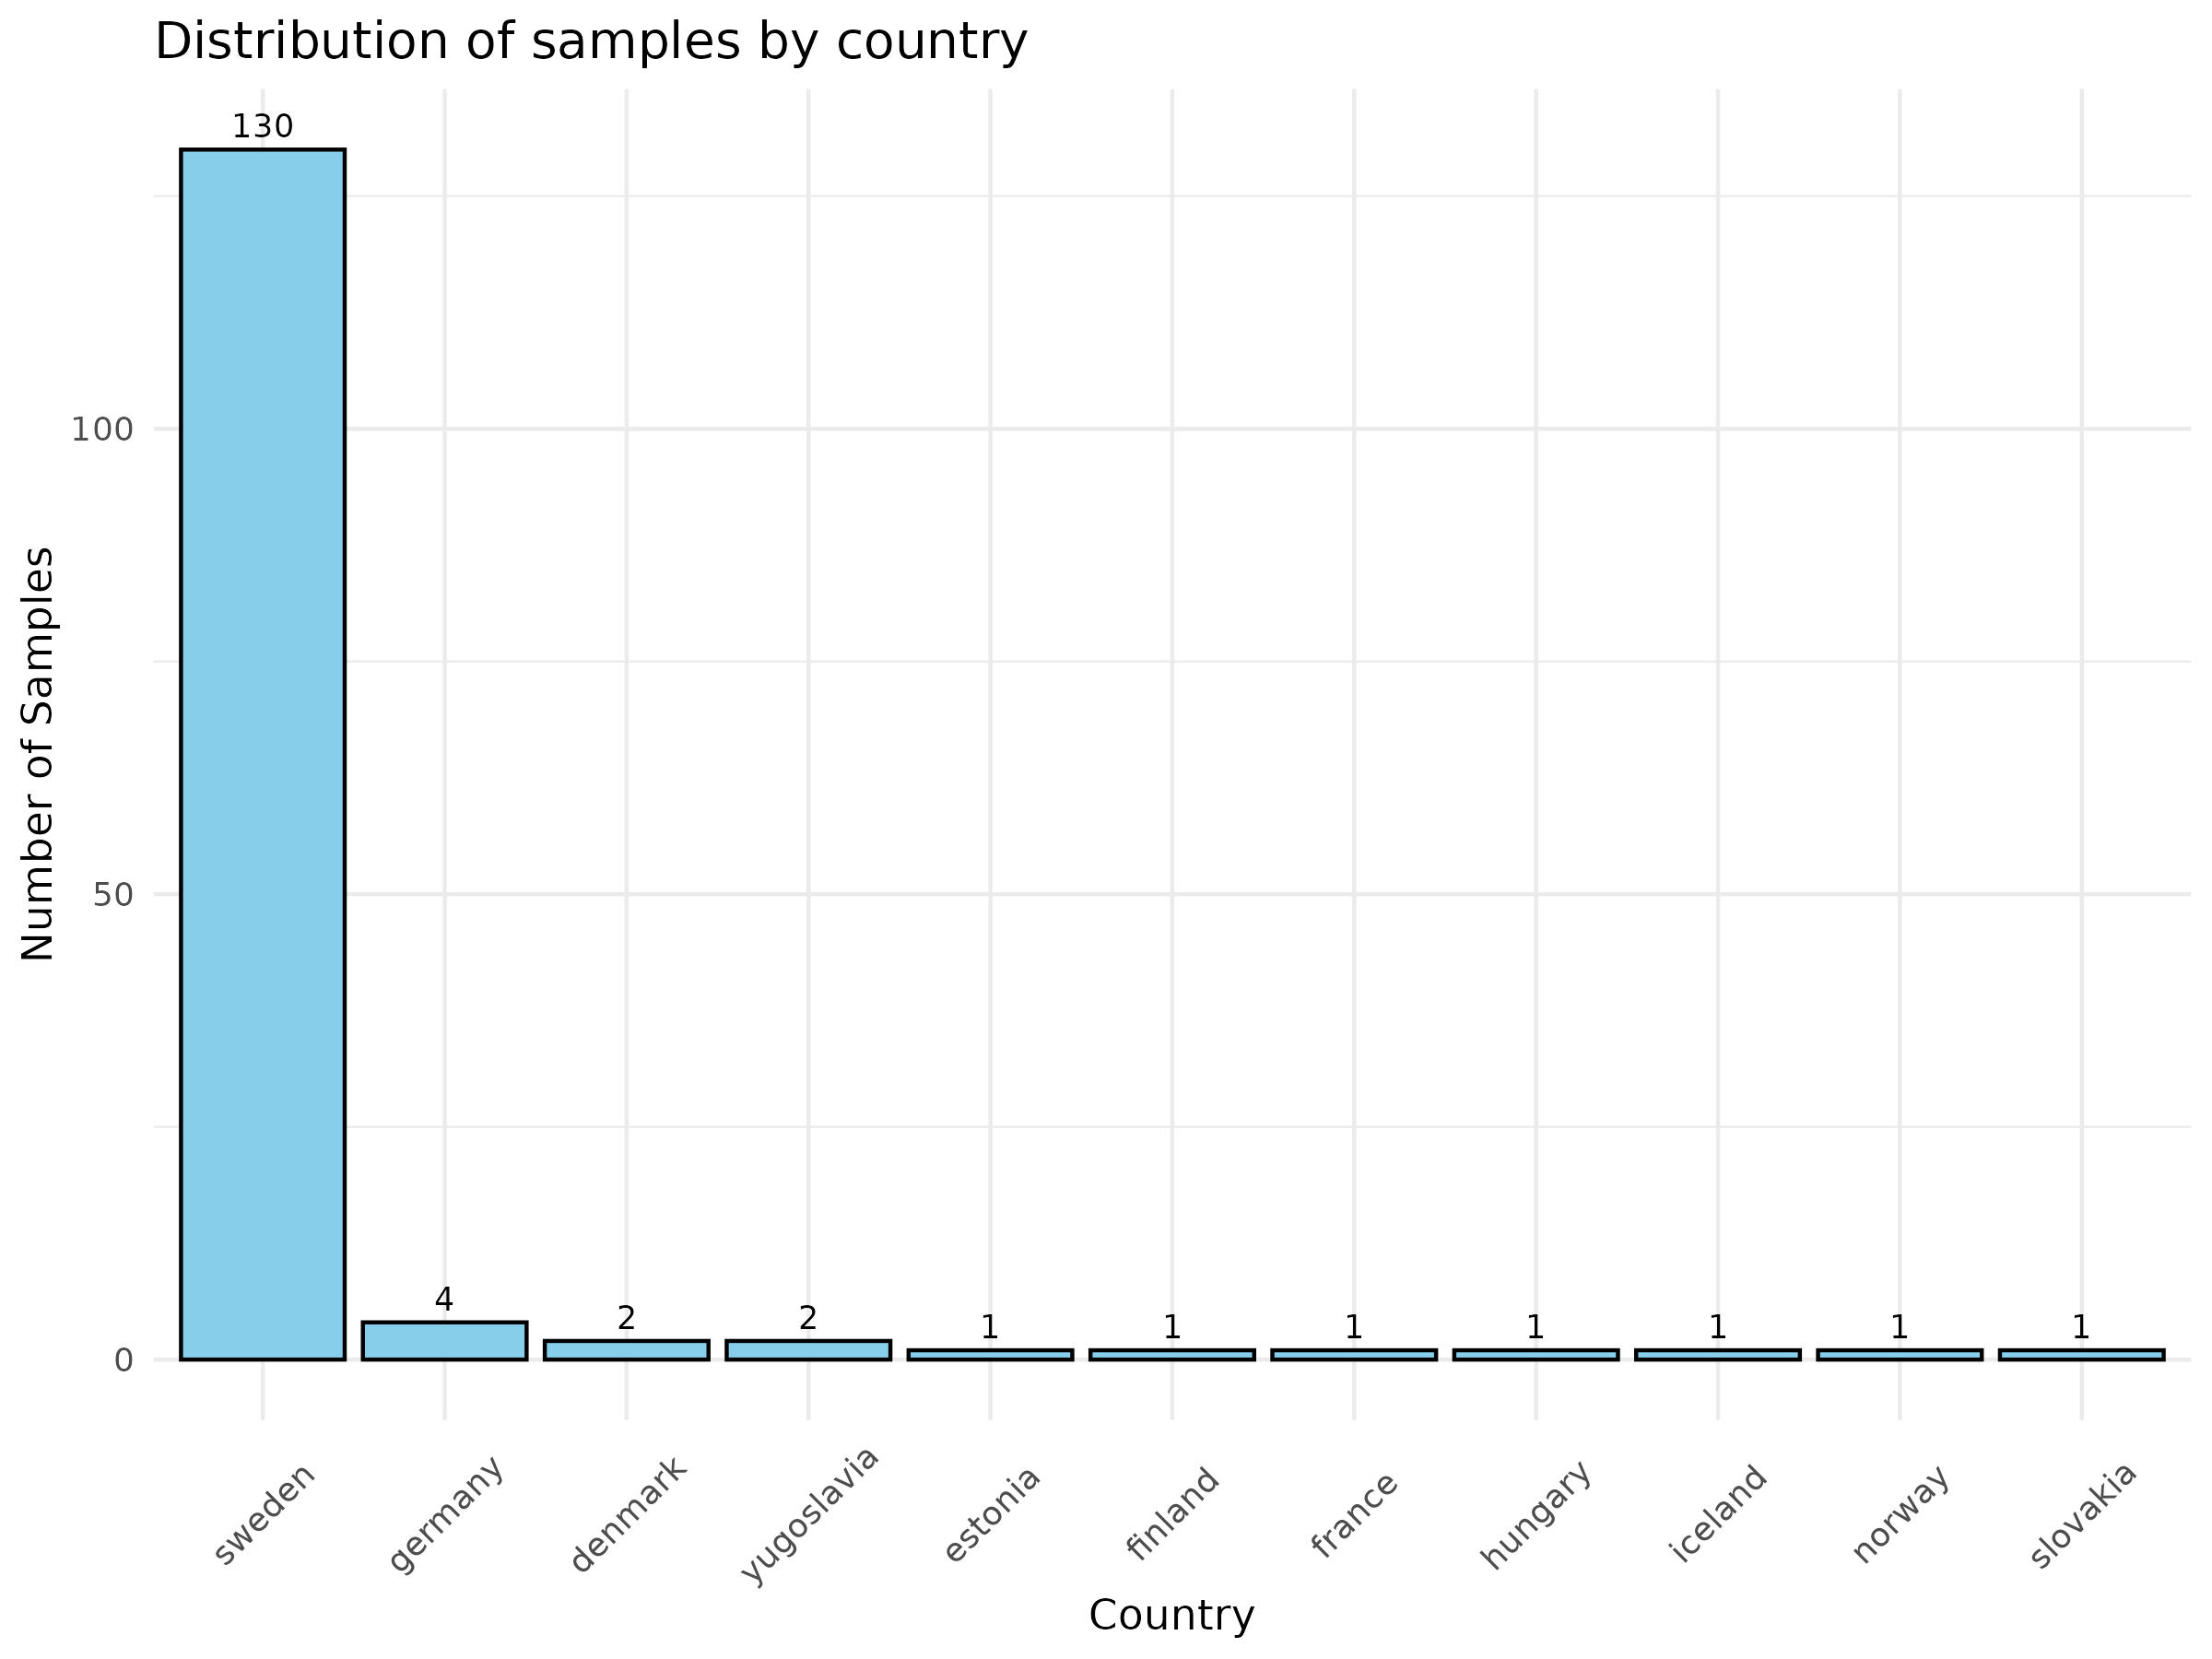 Distribution of samples by country
130
100
50
0
4
2
2
1
1
1
1
1
1
1
Number of Samples
sweden
germany
denmark
yugoslavia
estonia
finland
france
hungary
iceland
norway
slovakia
Country